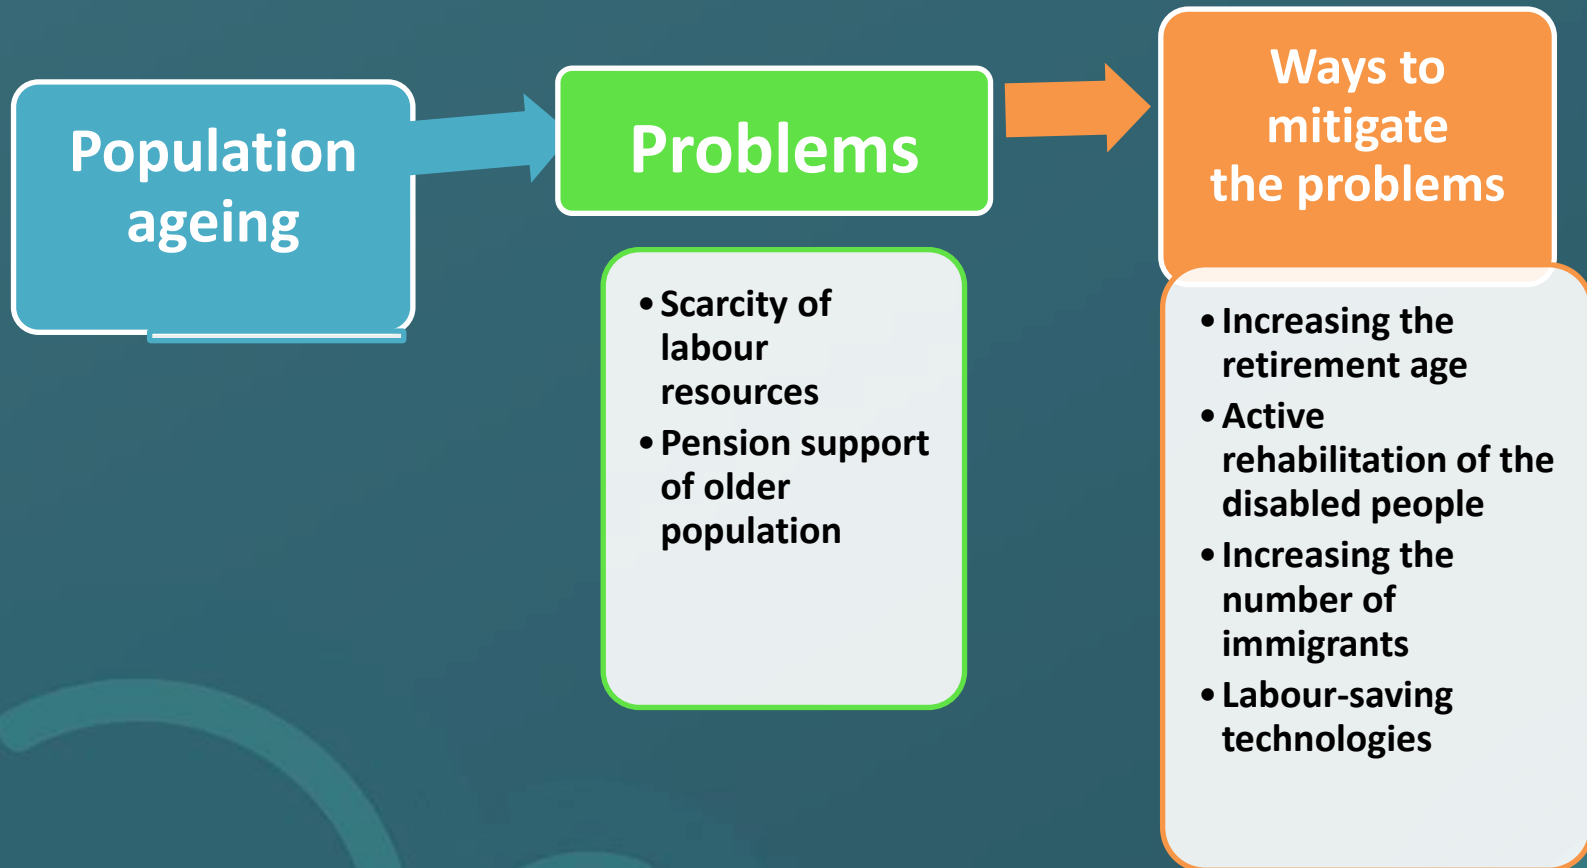 Population
ageing
Problems
• Scarcity of
labour
resources
• Pension support
of older
population
Ways to
mitigate
the problems
• Increasing the
retirement age
• Active
rehabilitation of the
disabled people
• Increasing the
number of
immigrants
• Labour-saving
technologies